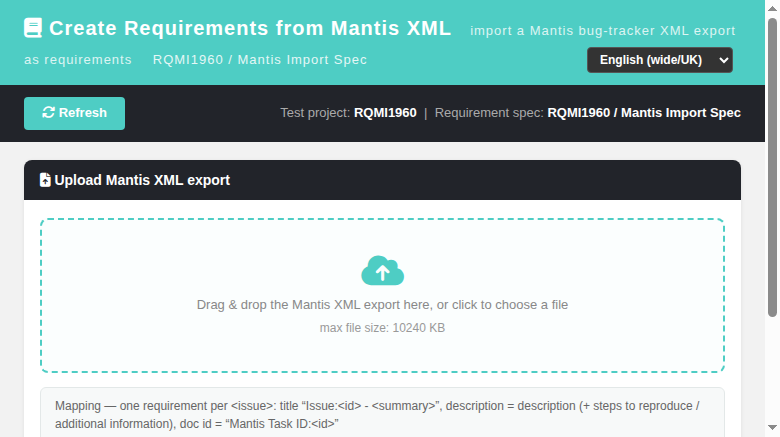 Create Requirements from Mantis XML import a Mantis bug-tracker XML export
as requirements RQMI1960 / Mantis Import Spec
English (wide/UK)
Refresh
Test project: RQMI1960 | Requirement spec: RQMI1960 / Mantis Import Spec
Upload Mantis XML export
Drag & drop the Mantis XML export here, or click to choose a file
max file size: 10240 KB
Mapping — one requirement per <issue>: title “Issue:<id> - <summary>”, description = description (+ steps to reproduce /
additional information), doc id = “Mantis Task ID:<id>”